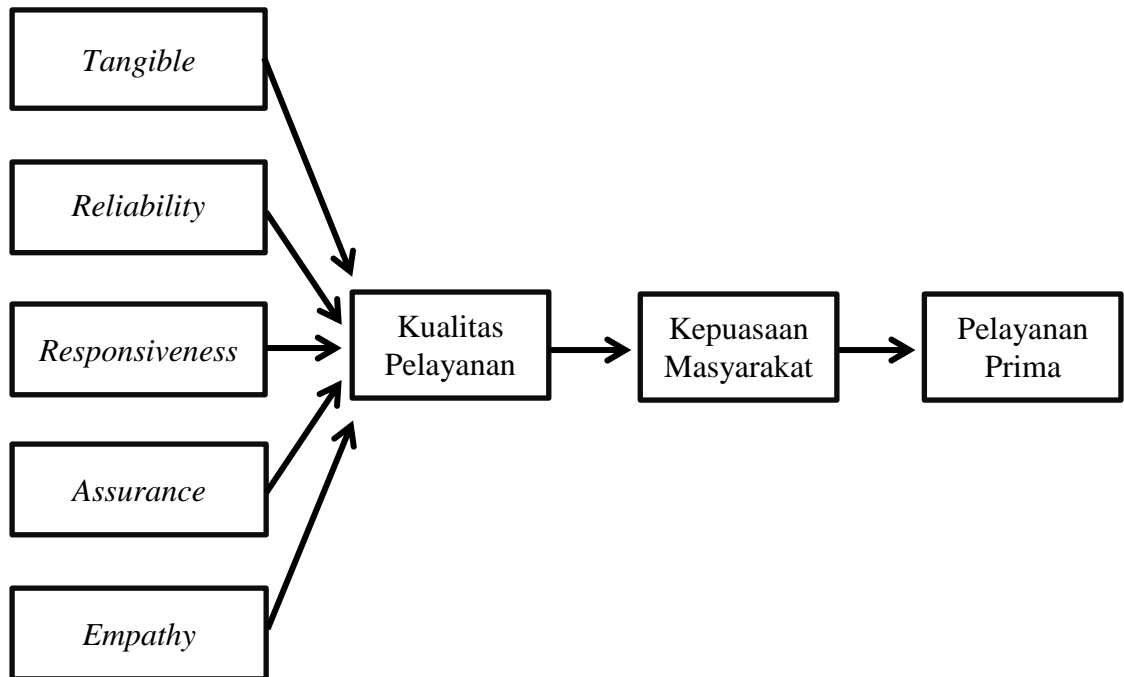 Tangible
Reliability
Responsiveness
Assurance
Empathy
Kualitas
Pelayanan
Kepuasaan
Masyarakat
Pelayanan
Prima